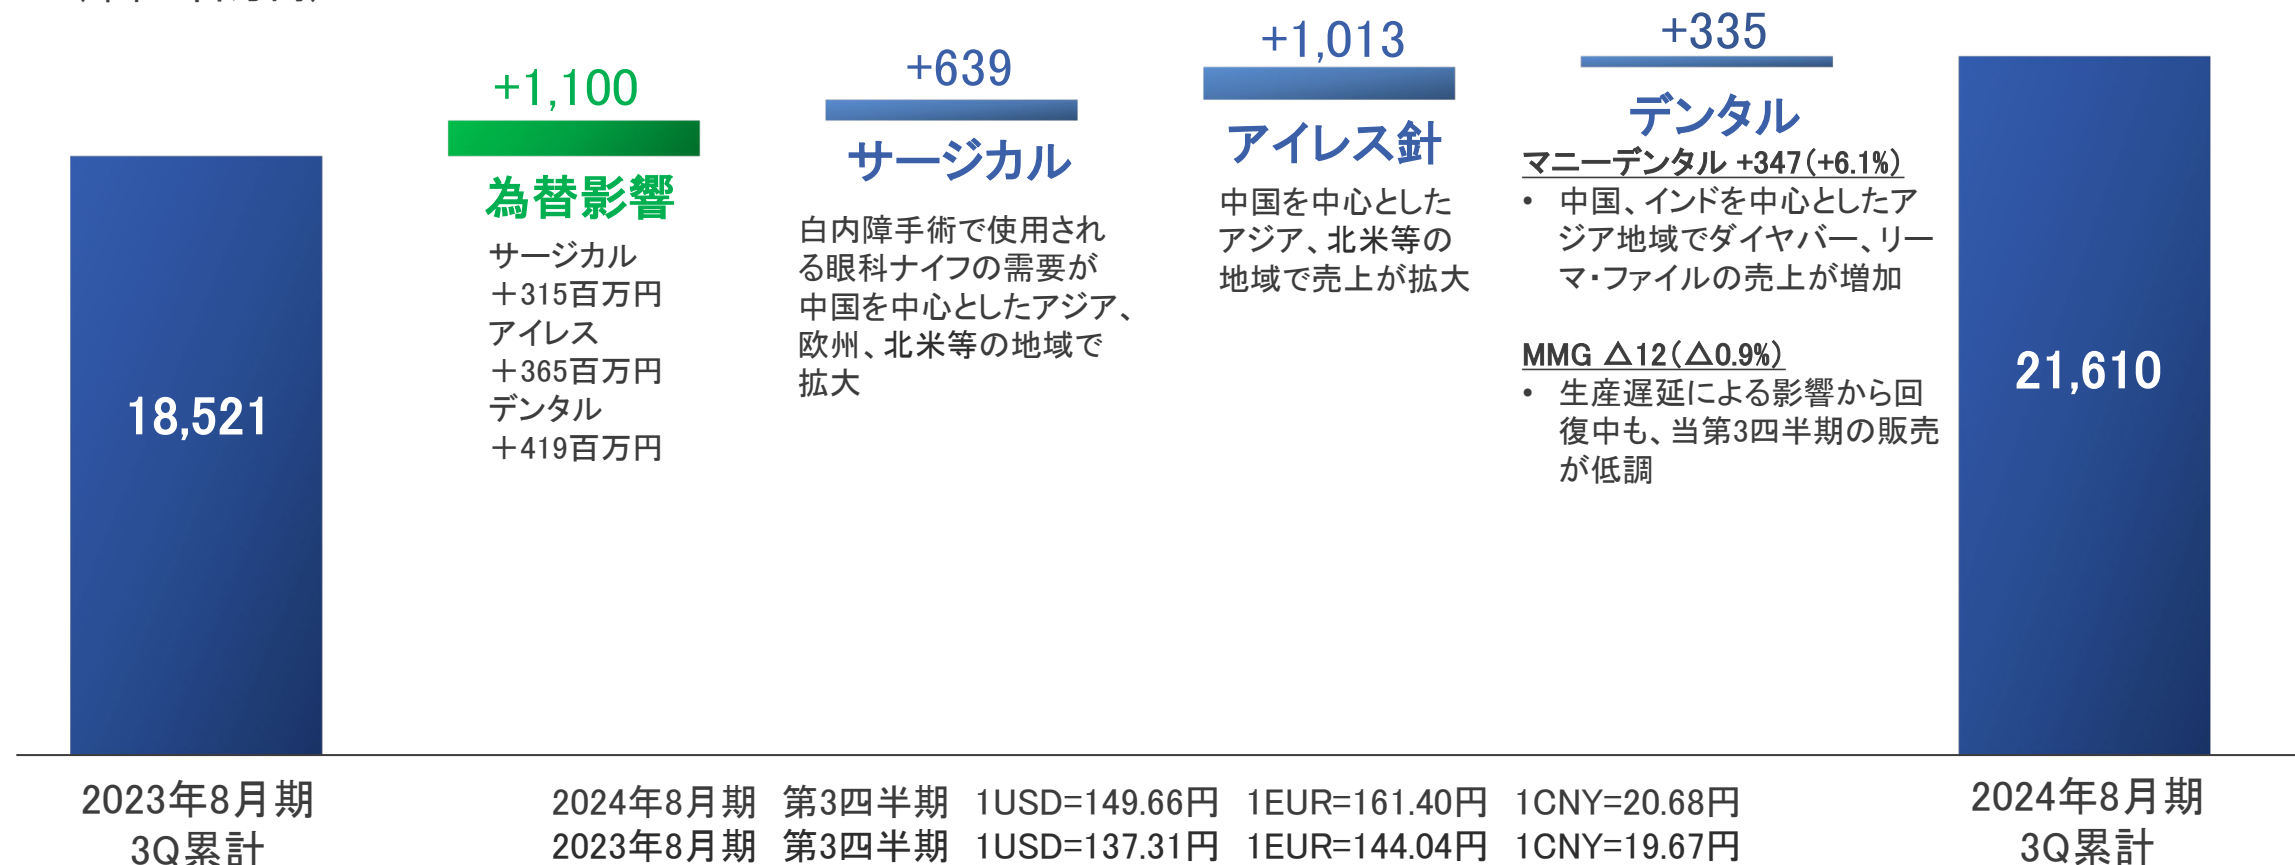 +1,100
為替影響
サージカル
＋315百万円
アイレス
＋365百万円
デンタル
＋419百万円
+639
サージカル
白内障手術で使用され
る眼科ナイフの需要が
中国を中心としたアジア、
欧州、北米等の地域で
拡大
+1,013
アイレス針
中国を中心とした
アジア、北米等の
地域で売上が拡大
+335
デンタル
マニーデンタル +347(+6.1%)
• 中国、インドを中心としたア
ジア地域でダイヤバー、リー
マ・ファイルの売上が増加
MMG △12(△0.9%)
• 生産遅延による影響から回
復中も、当第3四半期の販売
が低調
18,521
21,610
2023年8月期
3Q累計
2024年8月期 第3四半期 1USD=149.66円 1EUR=161.40円 1CNY=20.68円
2023年8月期 第3四半期 1USD=137.31円 1EUR=144.04円 1CNY=19.67円
2024年8月期
3Q累計